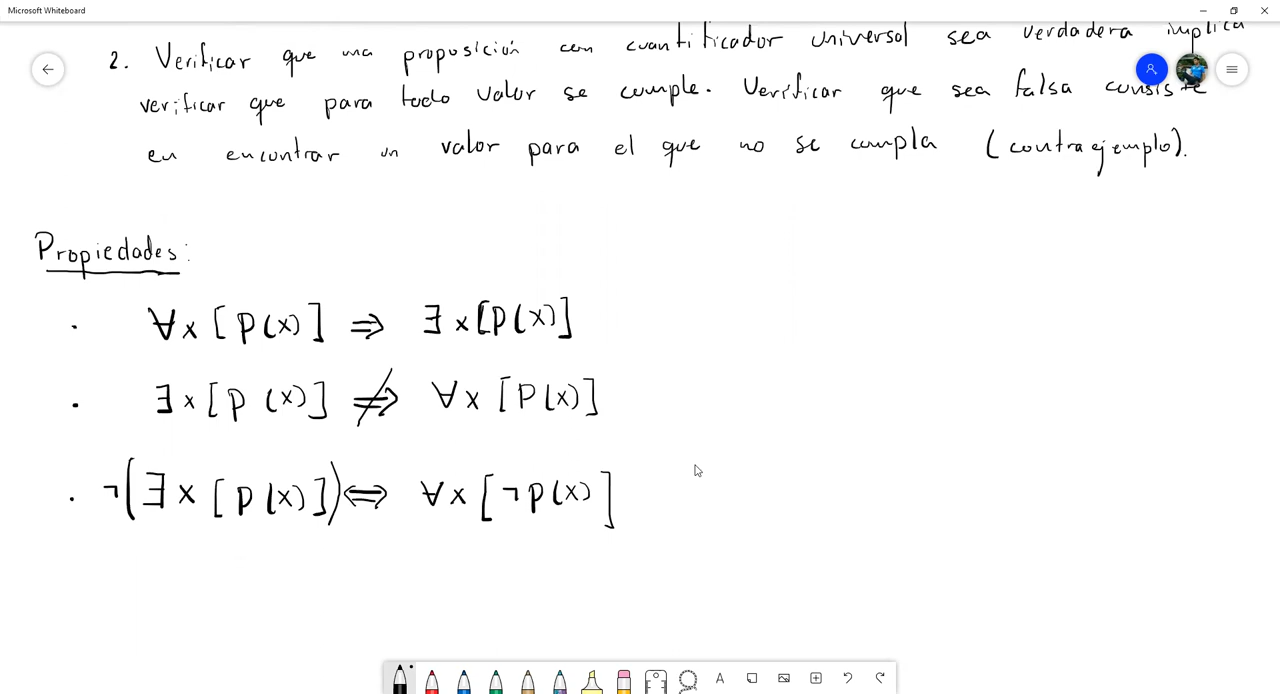 Microsoft Whiteboard
2. Verificar que una proposición con cuantificador universal sea verdadera implica
verificar que para todo valor se cumple. Verificar que sea falsa consiste
en encontrar un valor para el que no se cumpla (contraejemplo).
Propiedades:
· ∀x [P(x)] ⇒ ∃x[P(x)]
· ∃x[P(x)] ⇏ ∀x [P(x)]
· ¬(∃x [P(x)]) ⇔ ∀x [¬P(x)]
A